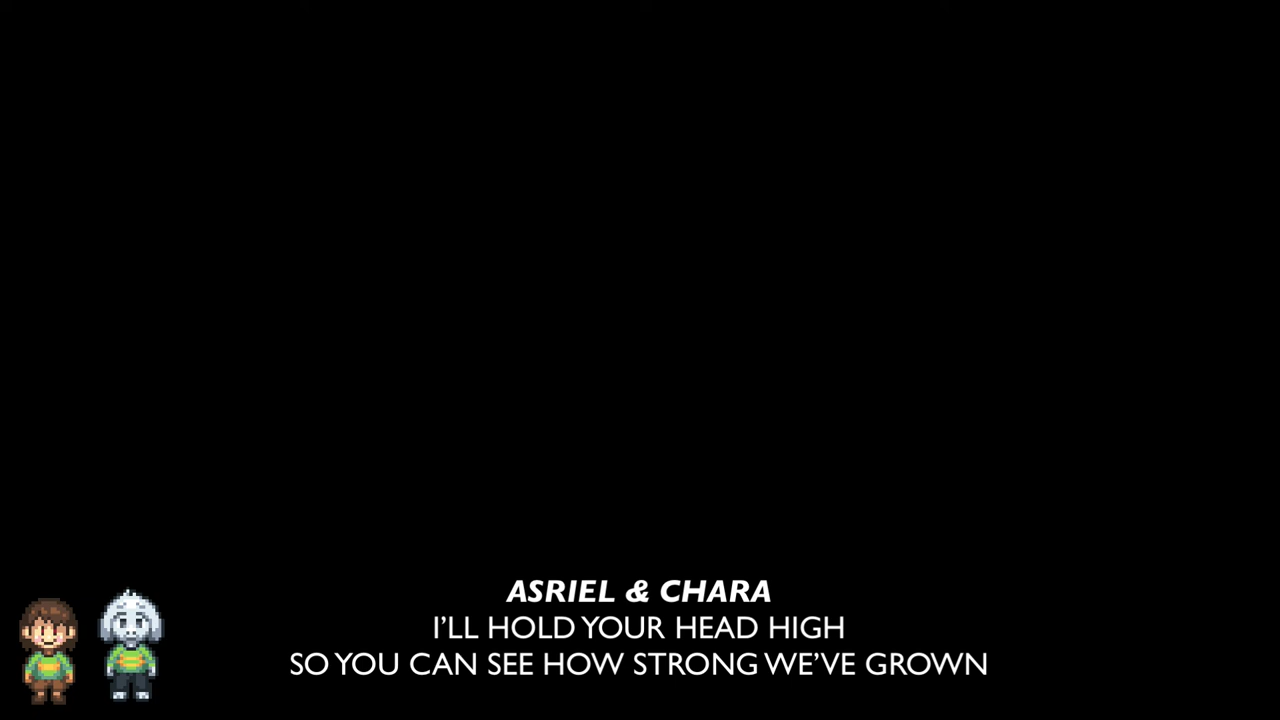 ASRIEL & CHARA
I'LL HOLD YOUR HEAD HIGH
SO YOU CAN SEE HOW STRONG WE'VE GROWN